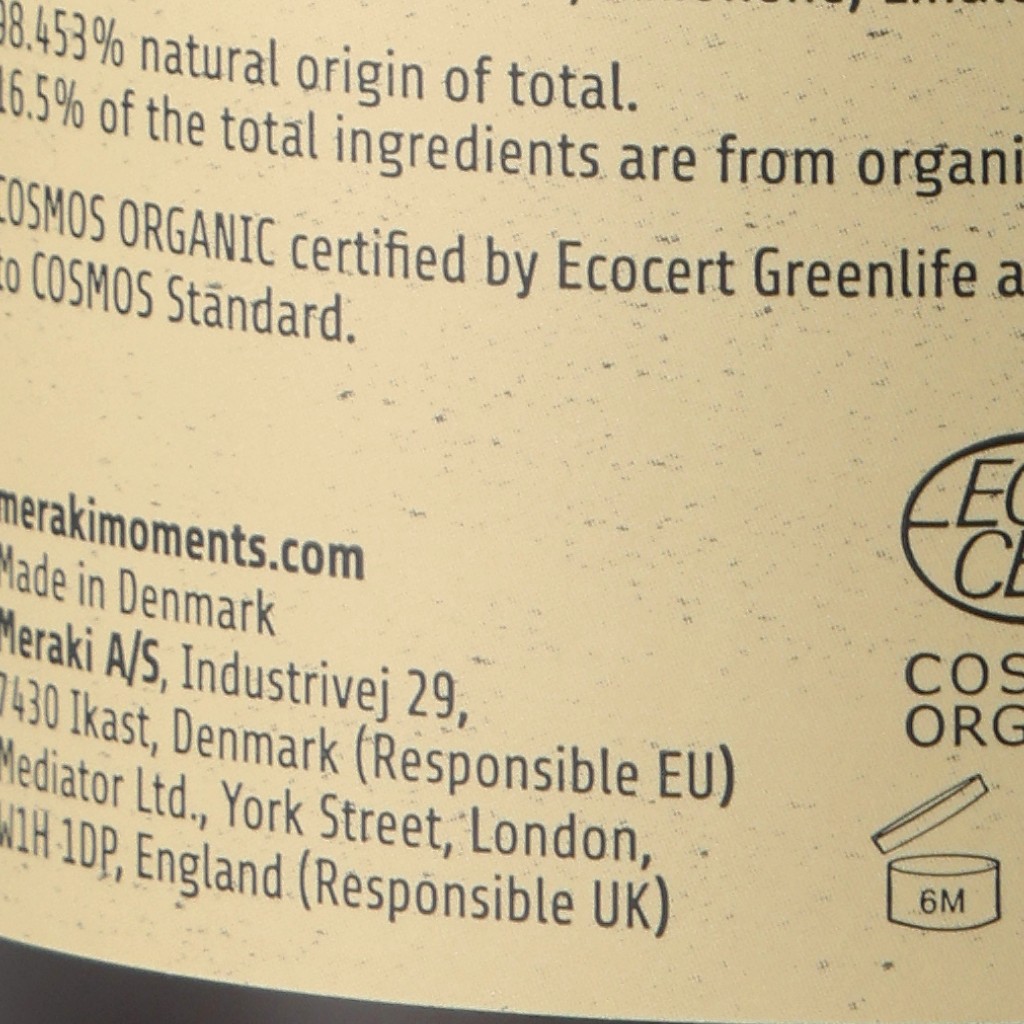 98.453% natural origin of total.
16.5% of the total ingredients are from organi
COSMOS ORGANIC certified by Ecocert Greenlife a
to COSMOS Standard.
merakimoments.com
Made in Denmark
Meraki A/S, Industrivej 29,
7430 Ikast, Denmark (Responsible EU)
Mediator Ltd., York Street, London,
W1H 1DP, England (Responsible UK)
EC
CE
COS
ORG
6M